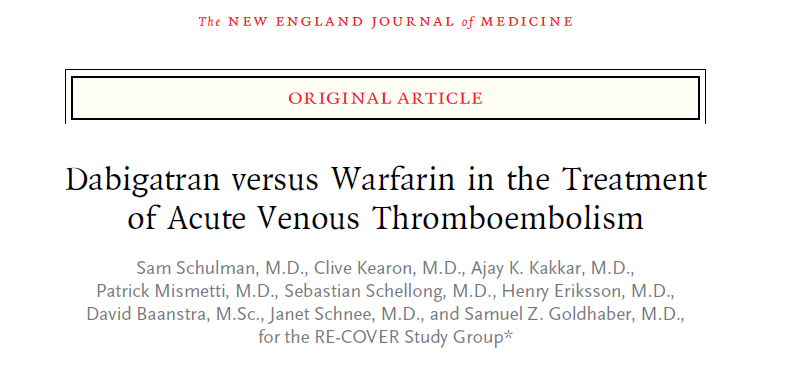 The NEW ENGLAND JOURNAL of MEDICINE
ORIGINAL ARTICLE
Dabigatran versus Warfarin in the Treatment
of Acute Venous Thromboembolism
Sam Schulman, M.D., Clive Kearon, M.D., Ajay K. Kakkar, M.D.,
Patrick Mismetti, M.D., Sebastian Schellong, M.D., Henry Eriksson, M.D.,
David Baanstra, M.Sc., Janet Schnee, M.D., and Samuel Z. Goldhaber, M.D.,
for the RE-COVER Study Group*